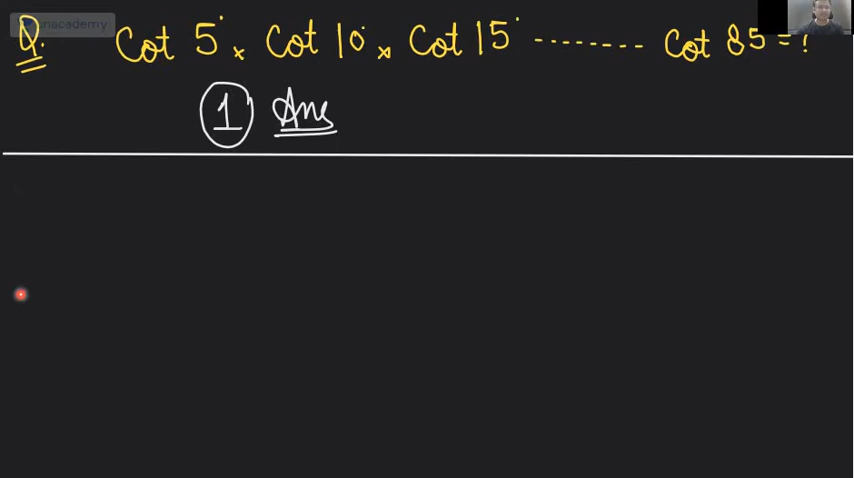 Q. Cot 5° × Cot 10° × Cot 15° -------- Cot 85 = ?
1 Ans